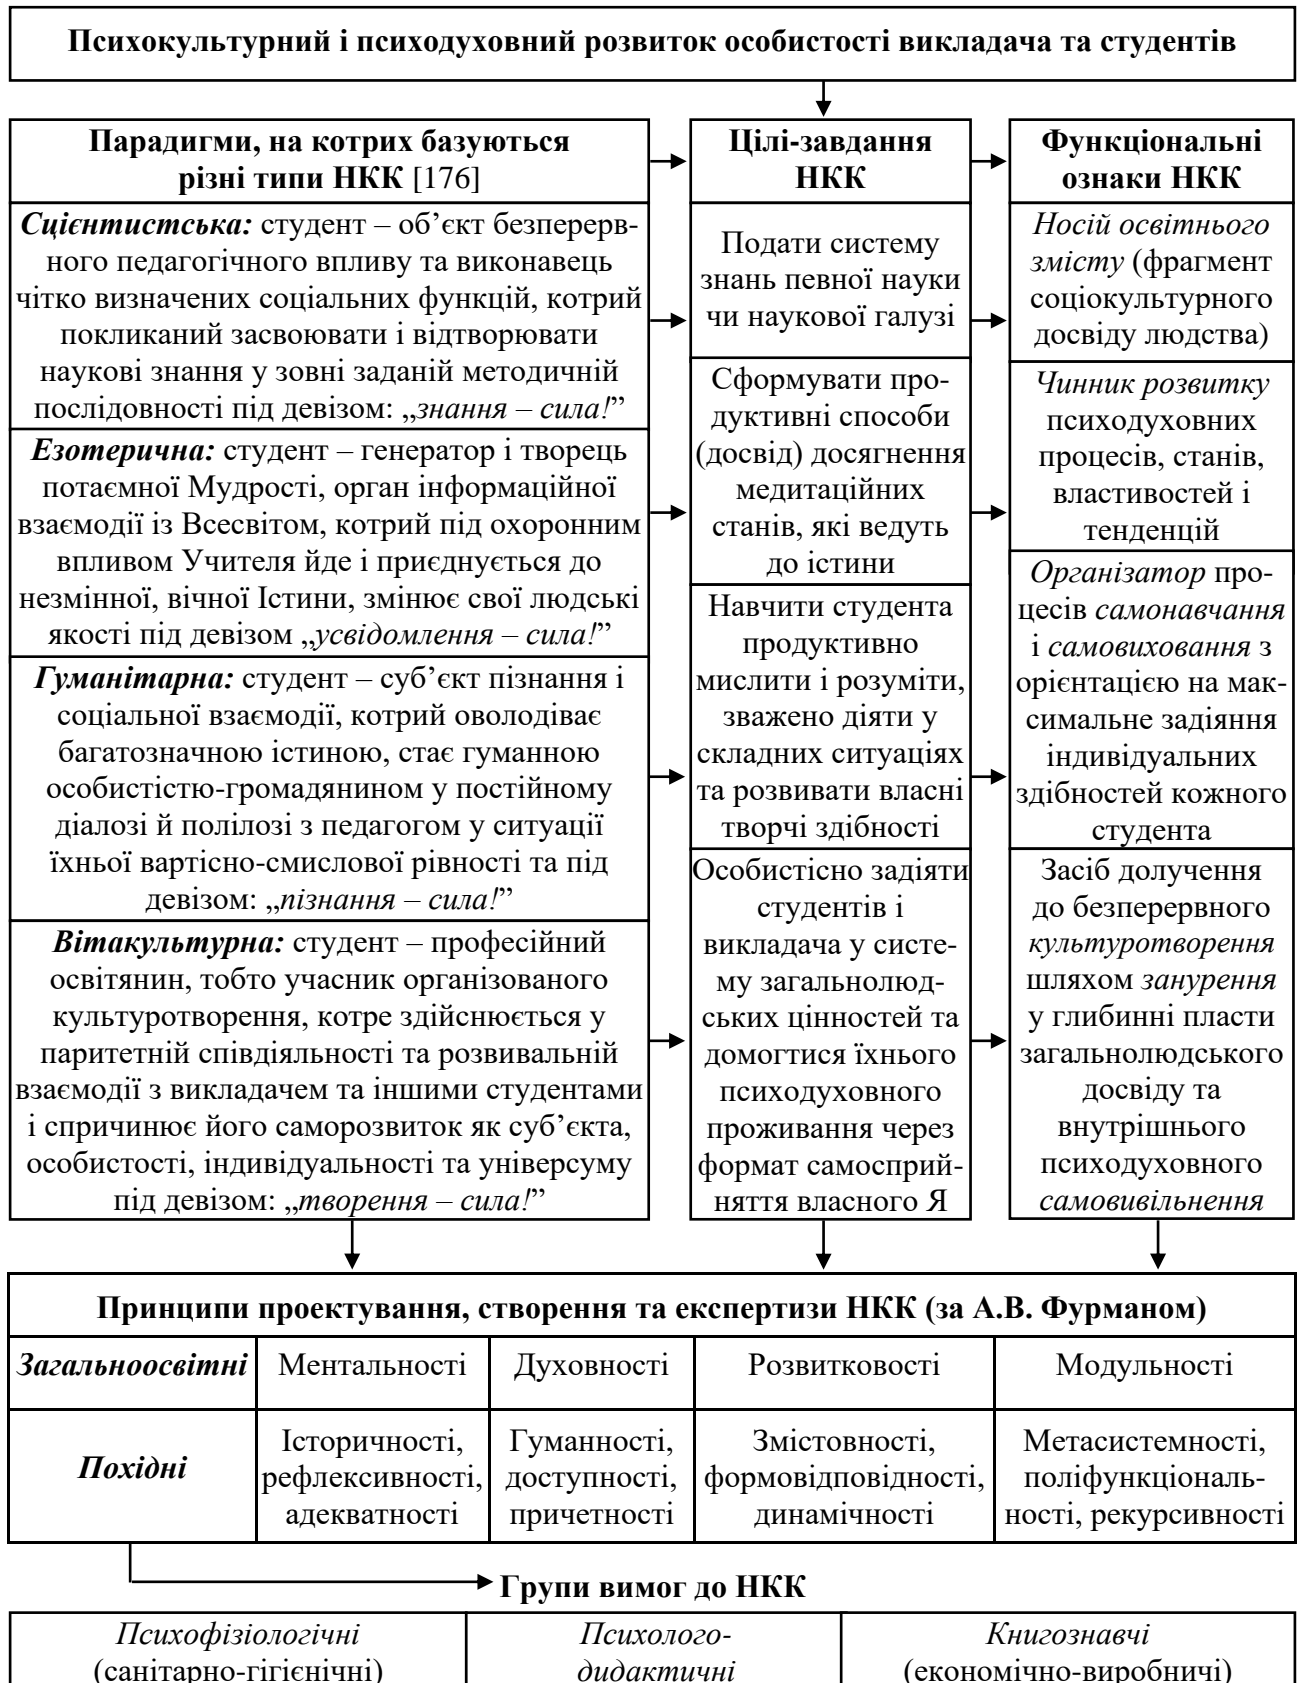 Психокультурний і психодуховний розвиток особистості викладача та студентів
Парадигми, на котрих базуються
різні типи НКК [176]
Сцієнтистська: студент – об’єкт безперерв-
ного педагогічного впливу та виконавець
чітко визначених соціальних функцій, котрий
покликаний засвоювати і відтворювати
наукові знання у зовні заданій методичній
послідовності під девізом: „знання – сила!”
Езотерична: студент – генератор і творець
потаємної Мудрості, орган інформаційної
взаємодії із Всесвітом, котрий під охоронним
впливом Учителя йде і приєднується до
незмінної, вічної Істини, змінює свої людські
якості під девізом „усвідомлення – сила!”
Гуманітарна: студент – суб’єкт пізнання і
соціальної взаємодії, котрий оволодіває
багатозначною істиною, стає гуманною
особистістю-громадянином у постійному
діалозі й полілозі з педагогом у ситуації
їхньої вартісно-смислової рівності та під
девізом: „пізнання – сила!”
Вітакультурна: студент – професійний
освітянин, тобто учасник організованого
культуротворення, котре здійснюється у
паритетній співдіяльності та розвивальній
взаємодії з викладачем та іншими студентами
і спричинює його саморозвиток як суб’єкта,
особистості, індивідуальності та універсуму
під девізом: „творення – сила!”
Цілі-завдання
НКК
Подати систему
знань певної науки
чи наукової галузі
Сформувати про-
дуктивні способи
(досвід) досягнення
медитаційних
станів, які ведуть
до істини
Навчити студента
продуктивно
мислити і розуміти,
зважено діяти у
складних ситуаціях
та розвивати власні
творчі здібності
Особистісно задіяти
студентів і
викладача у систе-
му загальнолюд-
ських цінностей та
домогтися їхнього
психодуховного
проживання через
формат самосприй-
няття власного Я
Функціональні
ознаки НКК
Носій освітнього
змісту (фрагмент
соціокультурного
досвіду людства)
Чинник розвитку
психодуховних
процесів, станів,
властивостей і
тенденцій
Організатор про-
цесів самонавчання
і самовиховання з
орієнтацією на мак-
симальне задіяння
індивідуальних
здібностей кожного
студента
Засіб долучення
до безперервного
культуротворення
шляхом занурення
у глибинні пласти
загальнолюдського
досвіду та
внутрішнього
психодуховного
самовивільнення
Принципи проектування, створення та експертизи НКК (за А.В. Фурманом)
Загальноосвітні Ментальності Духовності Розвитковості Модульності
Похідні
Історичності,
рефлексивності,
адекватності
Гуманності,
доступності,
причетності
Змістовності,
формовідповідності,
динамічності
Метасистемності,
поліфункціональ-
ності, рекурсивності
Групи вимог до НКК
Психофізіологічні
(санітарно-гігієнічні)
Психолого-
дидактичні
Книгознавчі
(економічно-виробничі)